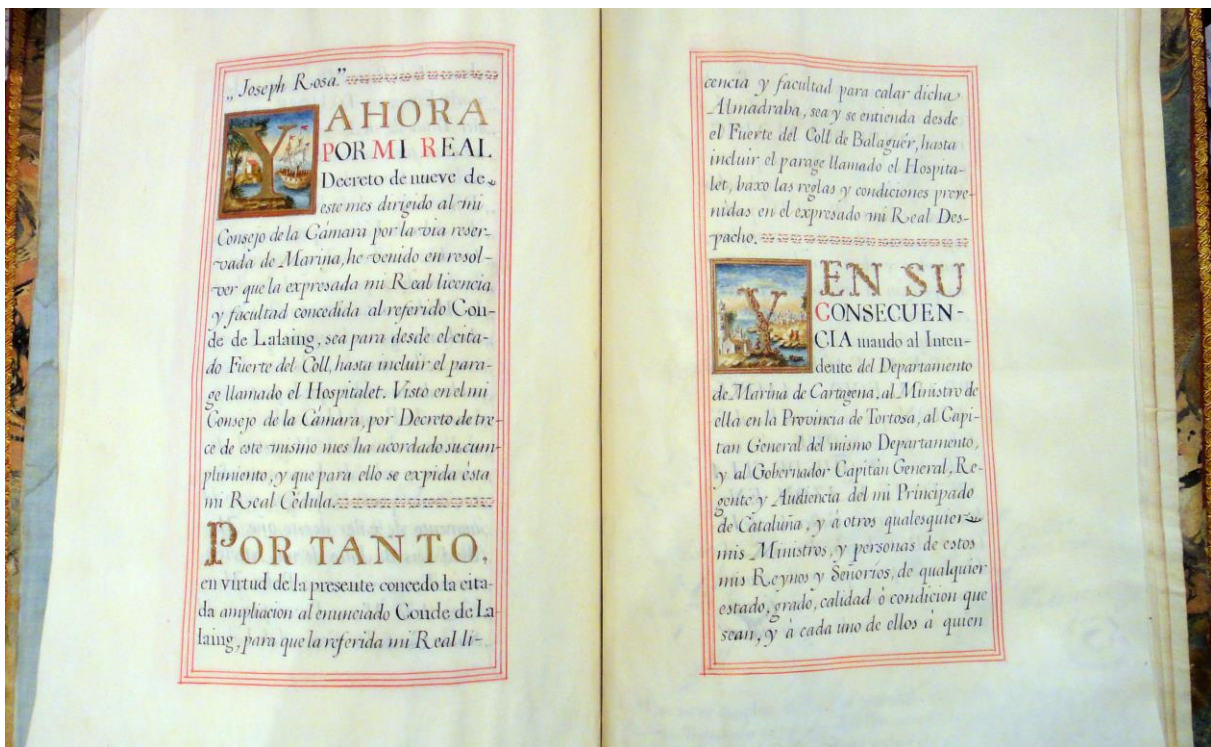 „Joseph Rosa.”
Y AHORA
POR MI REAL
Decreto de nueve de
este mes dirigido al mi
Consejo de la Cámara por la via reser-
vada de Marina, he venido en resol-
ver que la expresada mi Real licencia
y facultad concedida al referido Con-
de de Lalaing, sea para desde el cita-
do Fuerte del Coll, hasta incluir el para-
ge llamado el Hospitalet. Visto en el mi
Consejo de la Cámara, por Decreto de tre-
ce de este mismo mes ha acordado su cum-
plimiento, y que para ello se expida ésta
mi Real Cédula.
POR TANTO,
en virtud de la presente concedo la cita-
da ampliacion al enunciado Conde de La-
laing, para que la referida mi Real li-
cencia y facultad para calar dicha
Almadraba, sea y se entienda desde
el Fuerte del Coll de Balaguér, hasta
incluir el parage llamado el Hospita-
let, baxo las reglas y condiciones preve-
nidas en el expresado mi Real Des-
pacho.
Y EN SU
CONSECUEN-
CIA mando al Inten-
dente del Departamento
de Marina de Cartagena, al Ministro de
ella en la Provincia de Tortosa, al Capi-
tan General del mismo Departamento,
y al Gobernador Capitán General, Re-
gente y Audiencia del mi Principado
de Cataluña, y á otros qualesquier
mis Ministros, y personas de estos
mis Reynos y Señoríos, de qualquier
estado, grado, calidad ó condicion que
sean, y á cada uno de ellos á quien